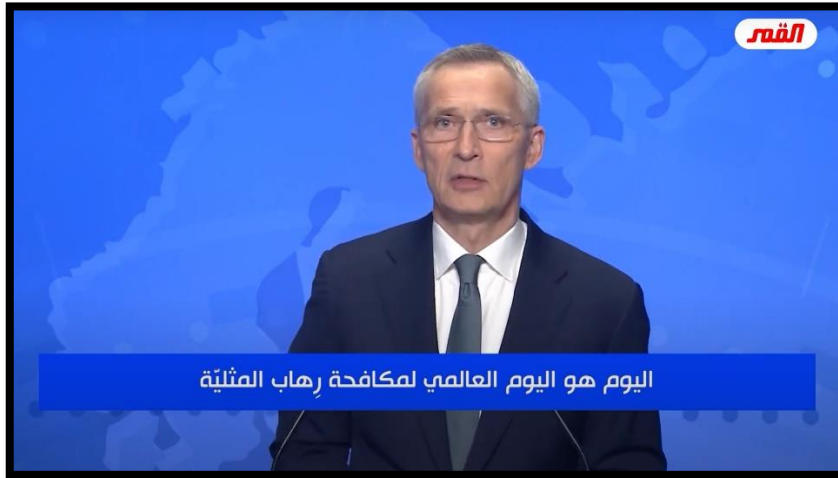 القمر
اليوم هو اليوم العالمي لمكافحة رِهاب المثليّة